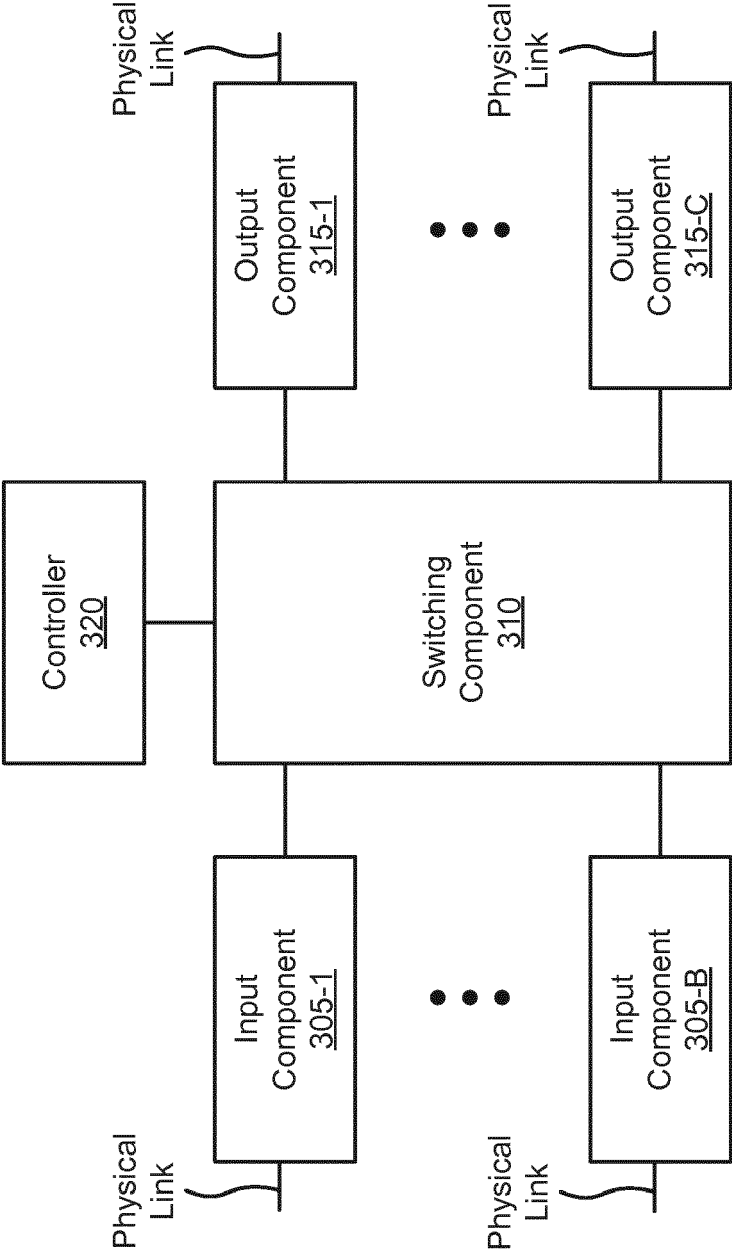 Controller
320
Physical
Link
Input
Component
305-1
Switching
Component
310
Output
Component
315-1
Physical
Link
Physical
Link
Input
Component
305-B
Output
Component
315-C
Physical
Link